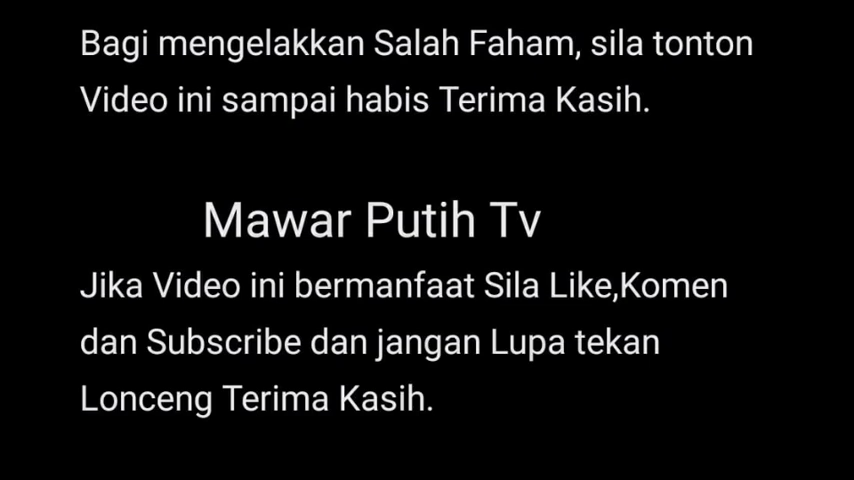 Bagi mengelakkan Salah Faham, sila tonton
Video ini sampai habis Terima Kasih.
Mawar Putih Tv
Jika Video ini bermanfaat Sila Like,Komen
dan Subscribe dan jangan Lupa tekan
Lonceng Terima Kasih.